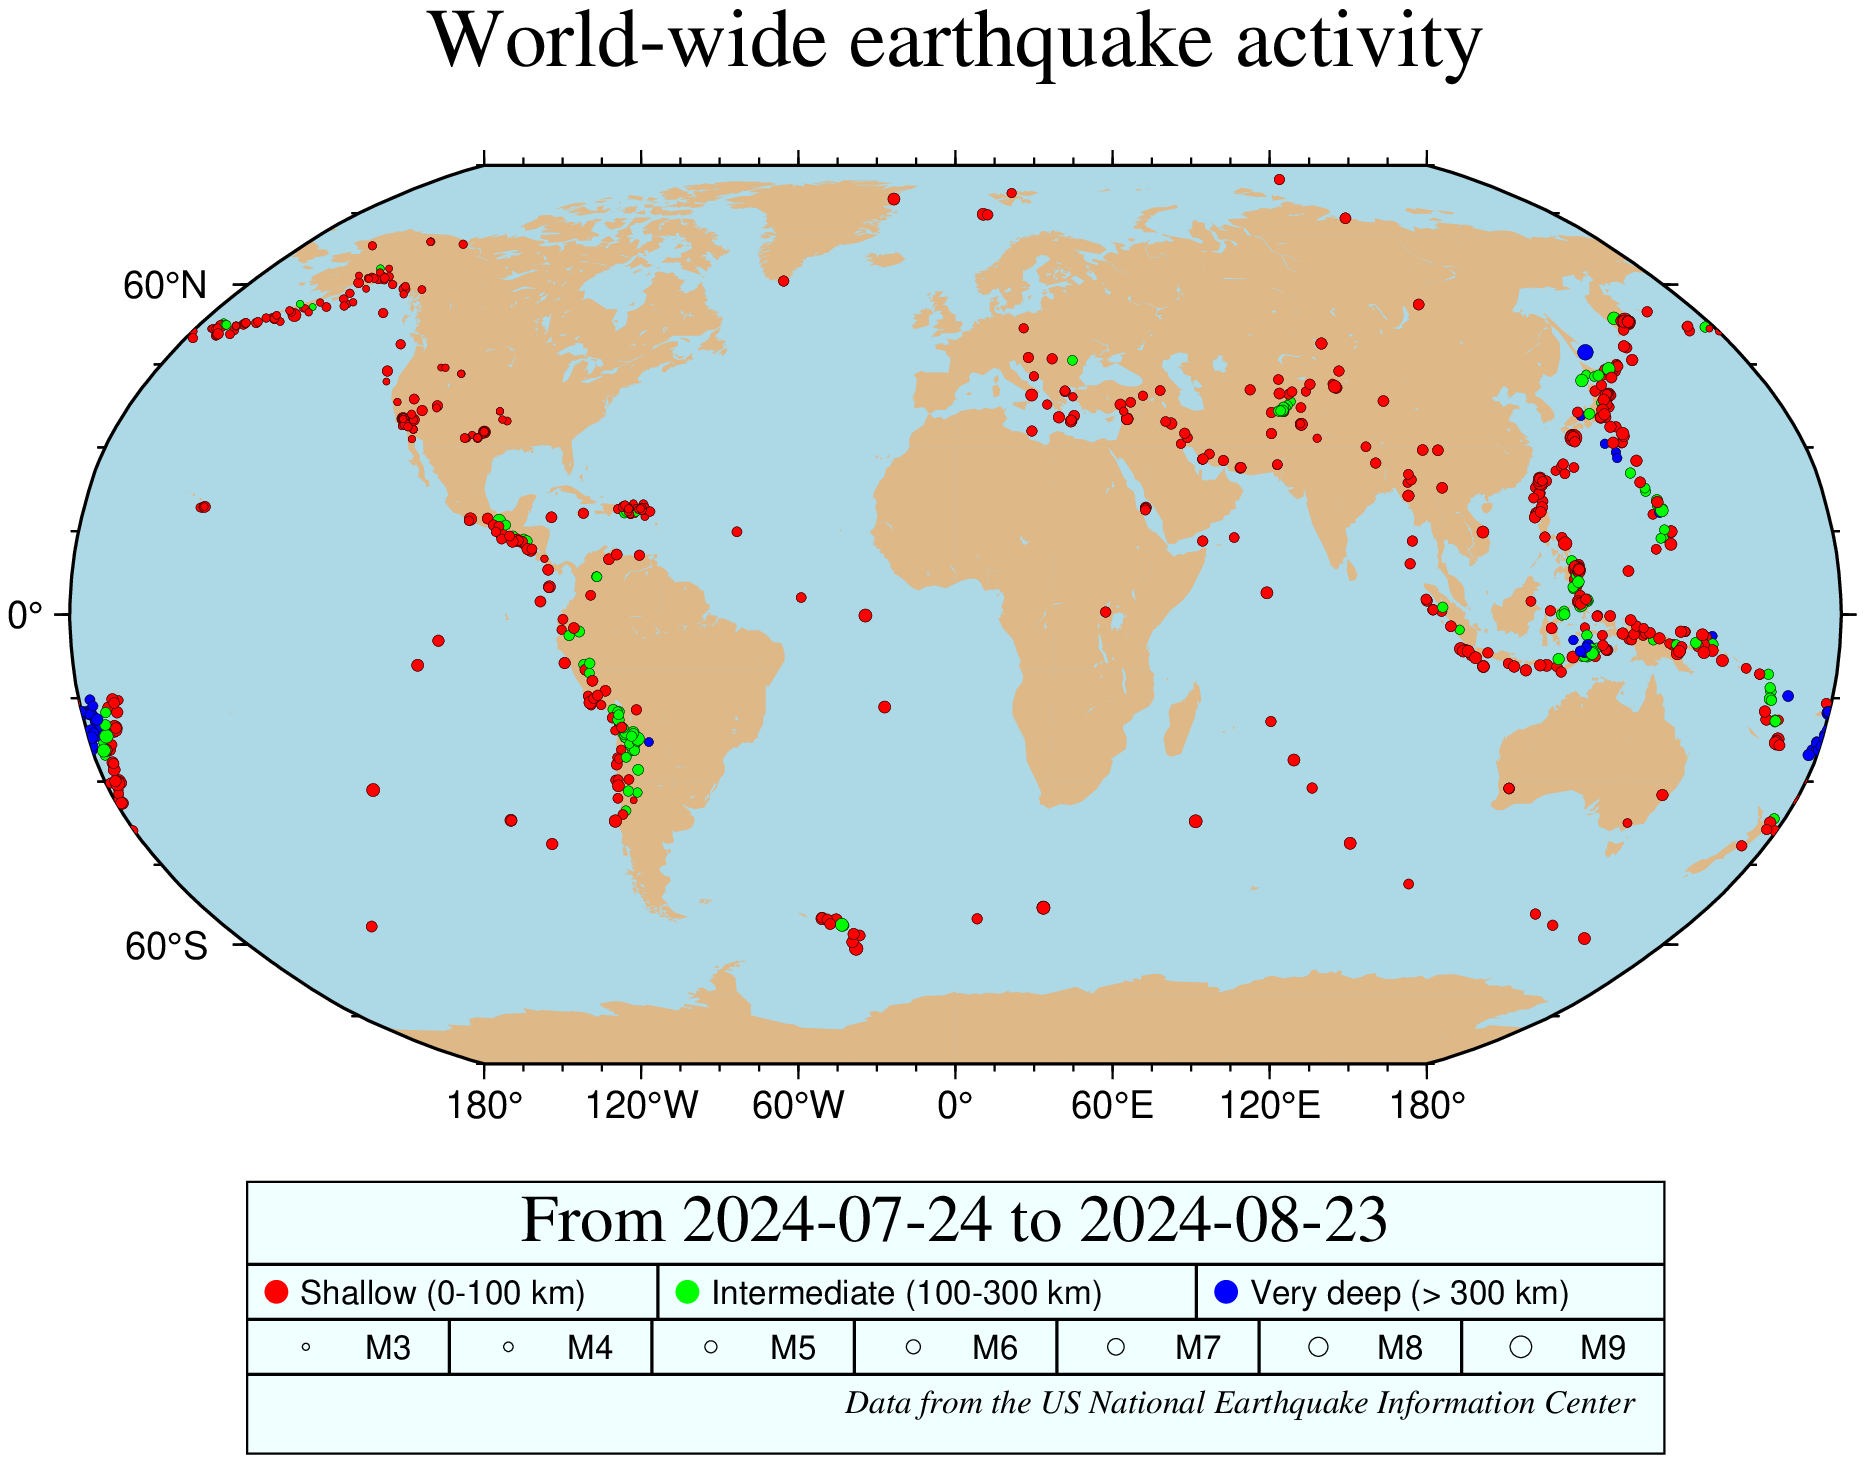 World-wide earthquake activity
60°N
0°
60°S
180° 120°W 60°W 0° 60°E 120°E 180°
From 2024-07-24 to 2024-08-23
Shallow (0-100 km) Intermediate (100-300 km) Very deep (> 300 km)
M3 M4 M5 M6 M7 M8 M9
Data from the US National Earthquake Information Center